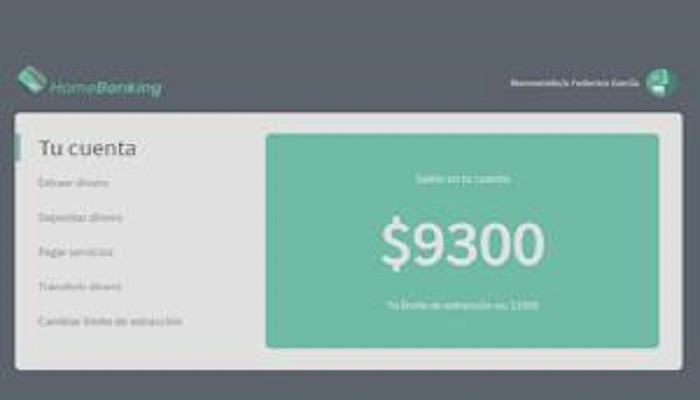 HomeBanking
Bienvenido/a Federico García
Tu cuenta
Extraer dinero
Depositar dinero
Pagar servicios
Transferir dinero
Cambiar límite de extracción
Saldo en tu cuenta
$9300
Tu límite de extracción es: